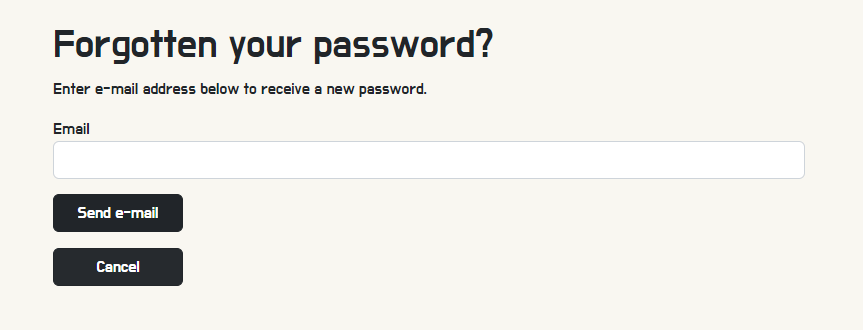 Forgotten your password?
Enter e-mail address below to receive a new password.
Email
Send e-mail
Cancel